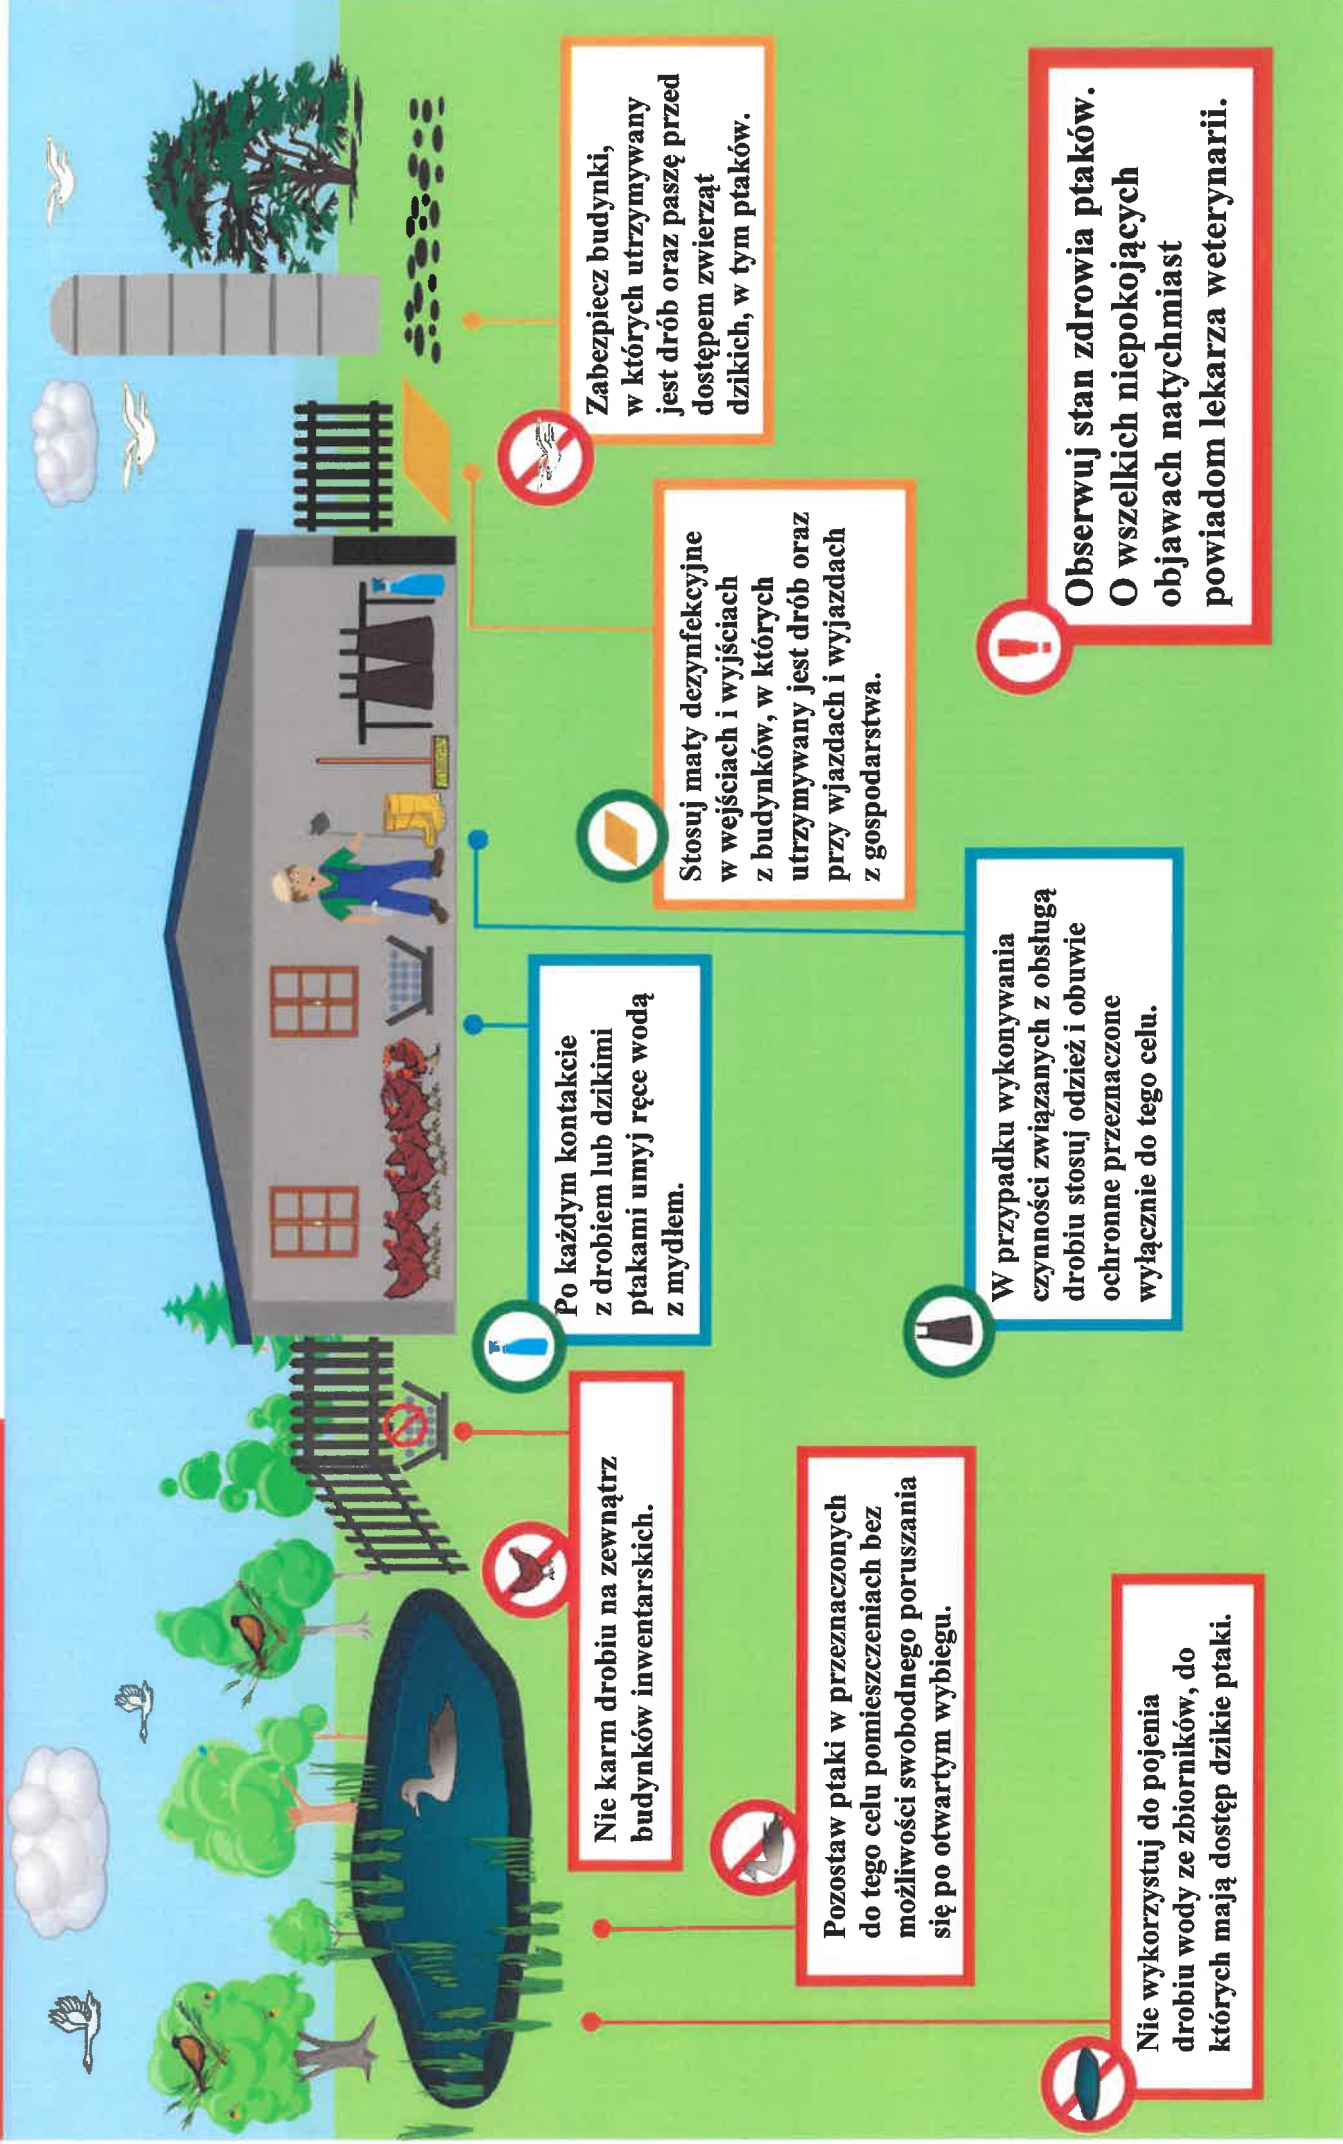 Nie karm drobiu na zewnątrz
budynków inwentarskich.
Pozostaw ptaki w przeznaczonych
do tego celu pomieszczeniach bez
możliwości swobodnego poruszania
się po otwartym wybiegu.
Nie wykorzystuj do pojenia
drobiu wody ze zbiorników, do
których mają dostęp dzikie ptaki.
Po każdym kontakcie
z drobiem lub dzikimi
ptakami umyj ręce wodą
z mydłem.
W przypadku wykonywania
czynności związanych z obsługą
drobiu stosuj odzież i obuwie
ochronne przeznaczone
wyłącznie do tego celu.
Stosuj maty dezynfekcyjne
w wejściach i wyjściach
z budynków, w których
utrzymywany jest drób oraz
przy wjazdach i wyjazdach
z gospodarstwa.
Zabezpiecz budynki,
w których utrzymywany
jest drób oraz paszę przed
dostępem zwierząt
dzikich, w tym ptaków.
Obserwuj stan zdrowia ptaków.
O wszelkich niepokojących
objawach natychmiast
powiadom lekarza weterynarii.